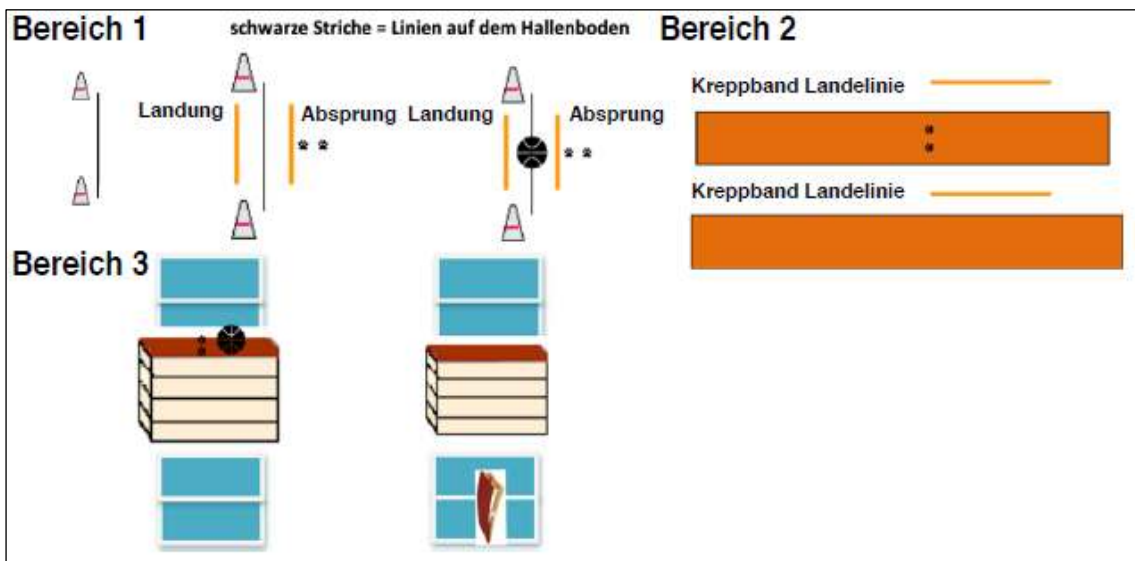 Bereich 1
schwarze Striche = Linien auf dem Hallenboden
Bereich 2
Landung
Absprung
Landung
Absprung
Kreppband Landelinie
Kreppband Landelinie
Bereich 3